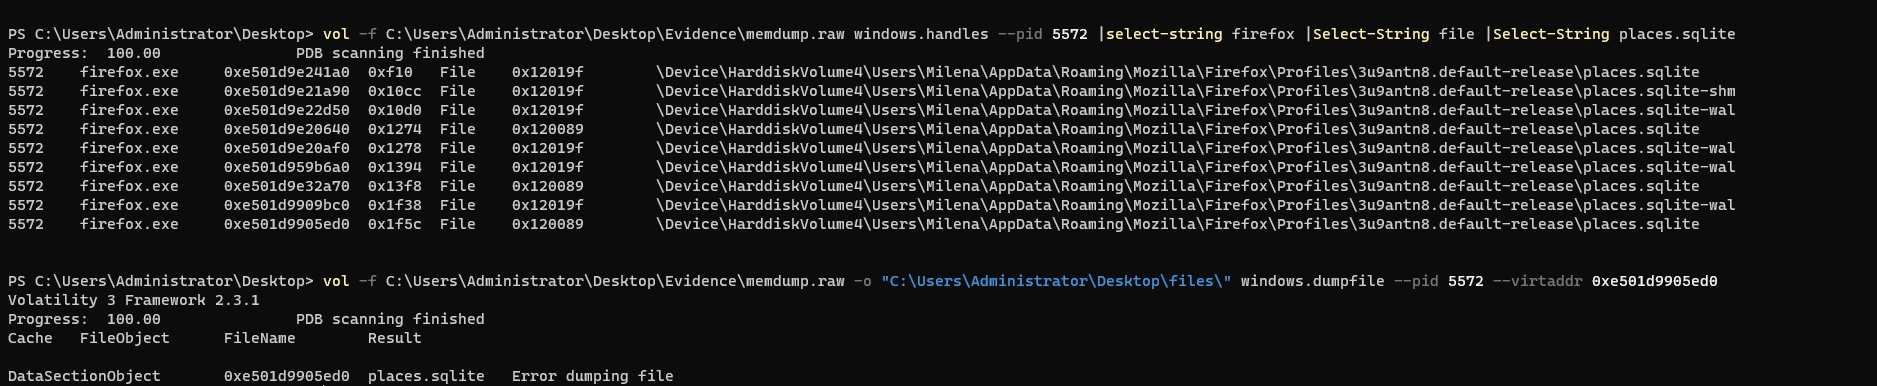 PS C:\Users\Administrator\Desktop> vol -f C:\Users\Administrator\Desktop\Evidence\memdump.raw windows.handles --pid 5572 |select-string firefox |Select-String file |Select-String places.sqlite
Progress:  100.00               PDB scanning finished
5572    firefox.exe     0xe501d9e241a0  0xf10   File    0x12019f        \Device\HarddiskVolume4\Users\Milena\AppData\Roaming\Mozilla\Firefox\Profiles\3u9antn8.default-release\places.sqlite
5572    firefox.exe     0xe501d9e21a90  0x10cc  File    0x12019f        \Device\HarddiskVolume4\Users\Milena\AppData\Roaming\Mozilla\Firefox\Profiles\3u9antn8.default-release\places.sqlite-shm
5572    firefox.exe     0xe501d9e22d50  0x10d0  File    0x12019f        \Device\HarddiskVolume4\Users\Milena\AppData\Roaming\Mozilla\Firefox\Profiles\3u9antn8.default-release\places.sqlite-wal
5572    firefox.exe     0xe501d9e20640  0x1274  File    0x120089        \Device\HarddiskVolume4\Users\Milena\AppData\Roaming\Mozilla\Firefox\Profiles\3u9antn8.default-release\places.sqlite
5572    firefox.exe     0xe501d9e20af0  0x1278  File    0x12019f        \Device\HarddiskVolume4\Users\Milena\AppData\Roaming\Mozilla\Firefox\Profiles\3u9antn8.default-release\places.sqlite-wal
5572    firefox.exe     0xe501d959b6a0  0x1394  File    0x12019f        \Device\HarddiskVolume4\Users\Milena\AppData\Roaming\Mozilla\Firefox\Profiles\3u9antn8.default-release\places.sqlite-wal
5572    firefox.exe     0xe501d9e32a70  0x13f8  File    0x120089        \Device\HarddiskVolume4\Users\Milena\AppData\Roaming\Mozilla\Firefox\Profiles\3u9antn8.default-release\places.sqlite
5572    firefox.exe     0xe501d9909bc0  0x1f38  File    0x12019f        \Device\HarddiskVolume4\Users\Milena\AppData\Roaming\Mozilla\Firefox\Profiles\3u9antn8.default-release\places.sqlite-wal
5572    firefox.exe     0xe501d9905ed0  0x1f5c  File    0x120089        \Device\HarddiskVolume4\Users\Milena\AppData\Roaming\Mozilla\Firefox\Profiles\3u9antn8.default-release\places.sqlite
PS C:\Users\Administrator\Desktop> vol -f C:\Users\Administrator\Desktop\Evidence\memdump.raw -o "C:\Users\Administrator\Desktop\files\" windows.dumpfile --pid 5572 --virtaddr 0xe501d9905ed0
Volatility 3 Framework 2.3.1
Progress:  100.00               PDB scanning finished
Cache   FileObject      FileName        Result
DataSectionObject       0xe501d9905ed0  places.sqlite   Error dumping file